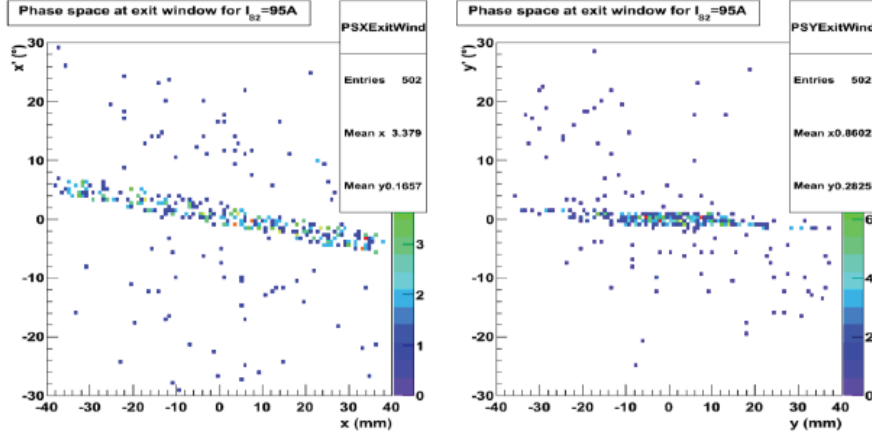 Phase space at exit window for I_S2=95A
PSXExitWind
Entries 502
Mean x 3.379
Mean y0.1657
x' (º)
30
20
10
0
-10
-20
-30
-40 -30 -20 -10 0 10 20 30 40
x (mm)
3
2
1
0
Phase space at exit window for I_S2=95A
PSYExitWind
Entries 502
Mean x0.8602
Mean y0.2825
y' (º)
30
20
10
0
-10
-20
-30
-40 -30 -20 -10 0 10 20 30 40
y (mm)
6
4
2
0